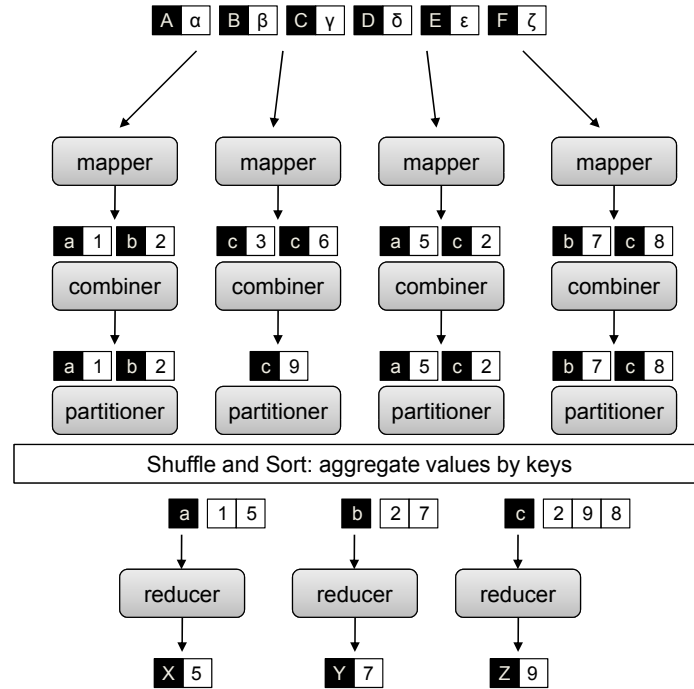 A α B β C γ D δ E ε F ζ
mapper mapper mapper mapper
a 1 b 2 c 3 c 6 a 5 c 2 b 7 c 8
combiner combiner combiner combiner
a 1 b 2 c 9 a 5 c 2 b 7 c 8
partitioner partitioner partitioner partitioner
Shuffle and Sort: aggregate values by keys
a 1 5 b 2 7 c 2 9 8
reducer reducer reducer
X 5 Y 7 Z 9